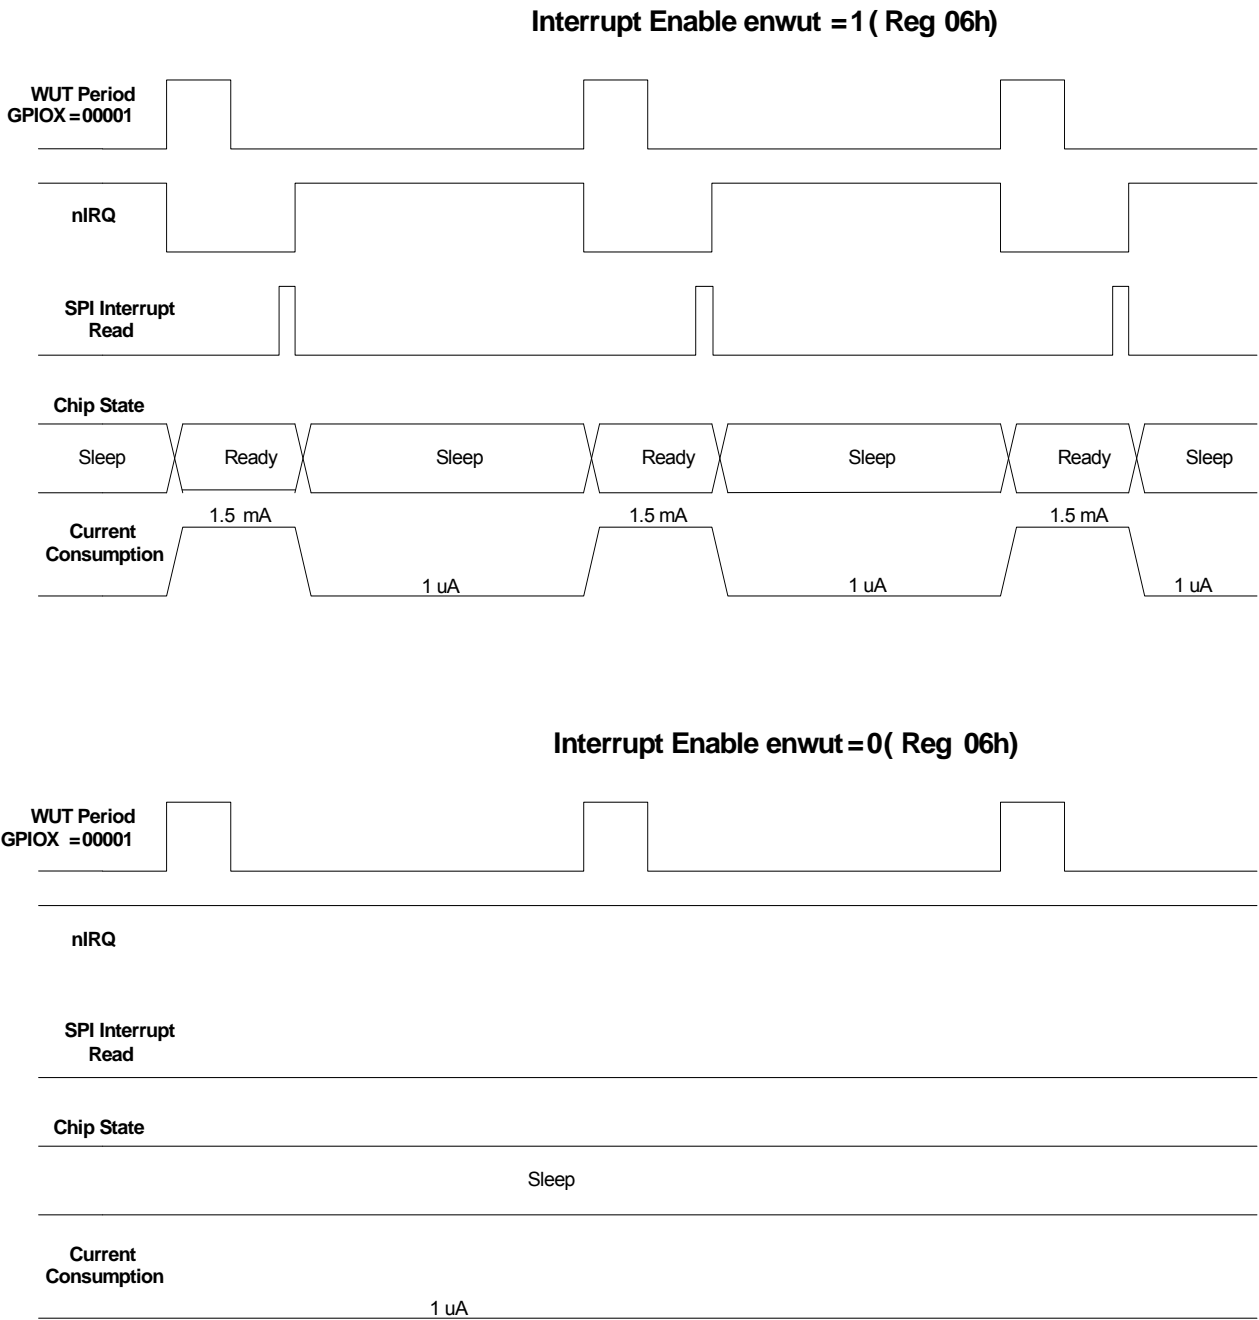 Interrupt Enable enwut =1 ( Reg 06h)
WUT Period
GPIOX =00001
nIRQ
SPI Interrupt
Read
Chip State
Sleep Ready Sleep Ready Sleep Ready Sleep
1.5 mA 1.5 mA 1.5 mA
Current
Consumption
1 uA 1 uA 1 uA
Interrupt Enable enwut =0 ( Reg 06h)
WUT Period
GPIOX =00001
nIRQ
SPI Interrupt
Read
Chip State
Sleep
Current
Consumption
1 uA